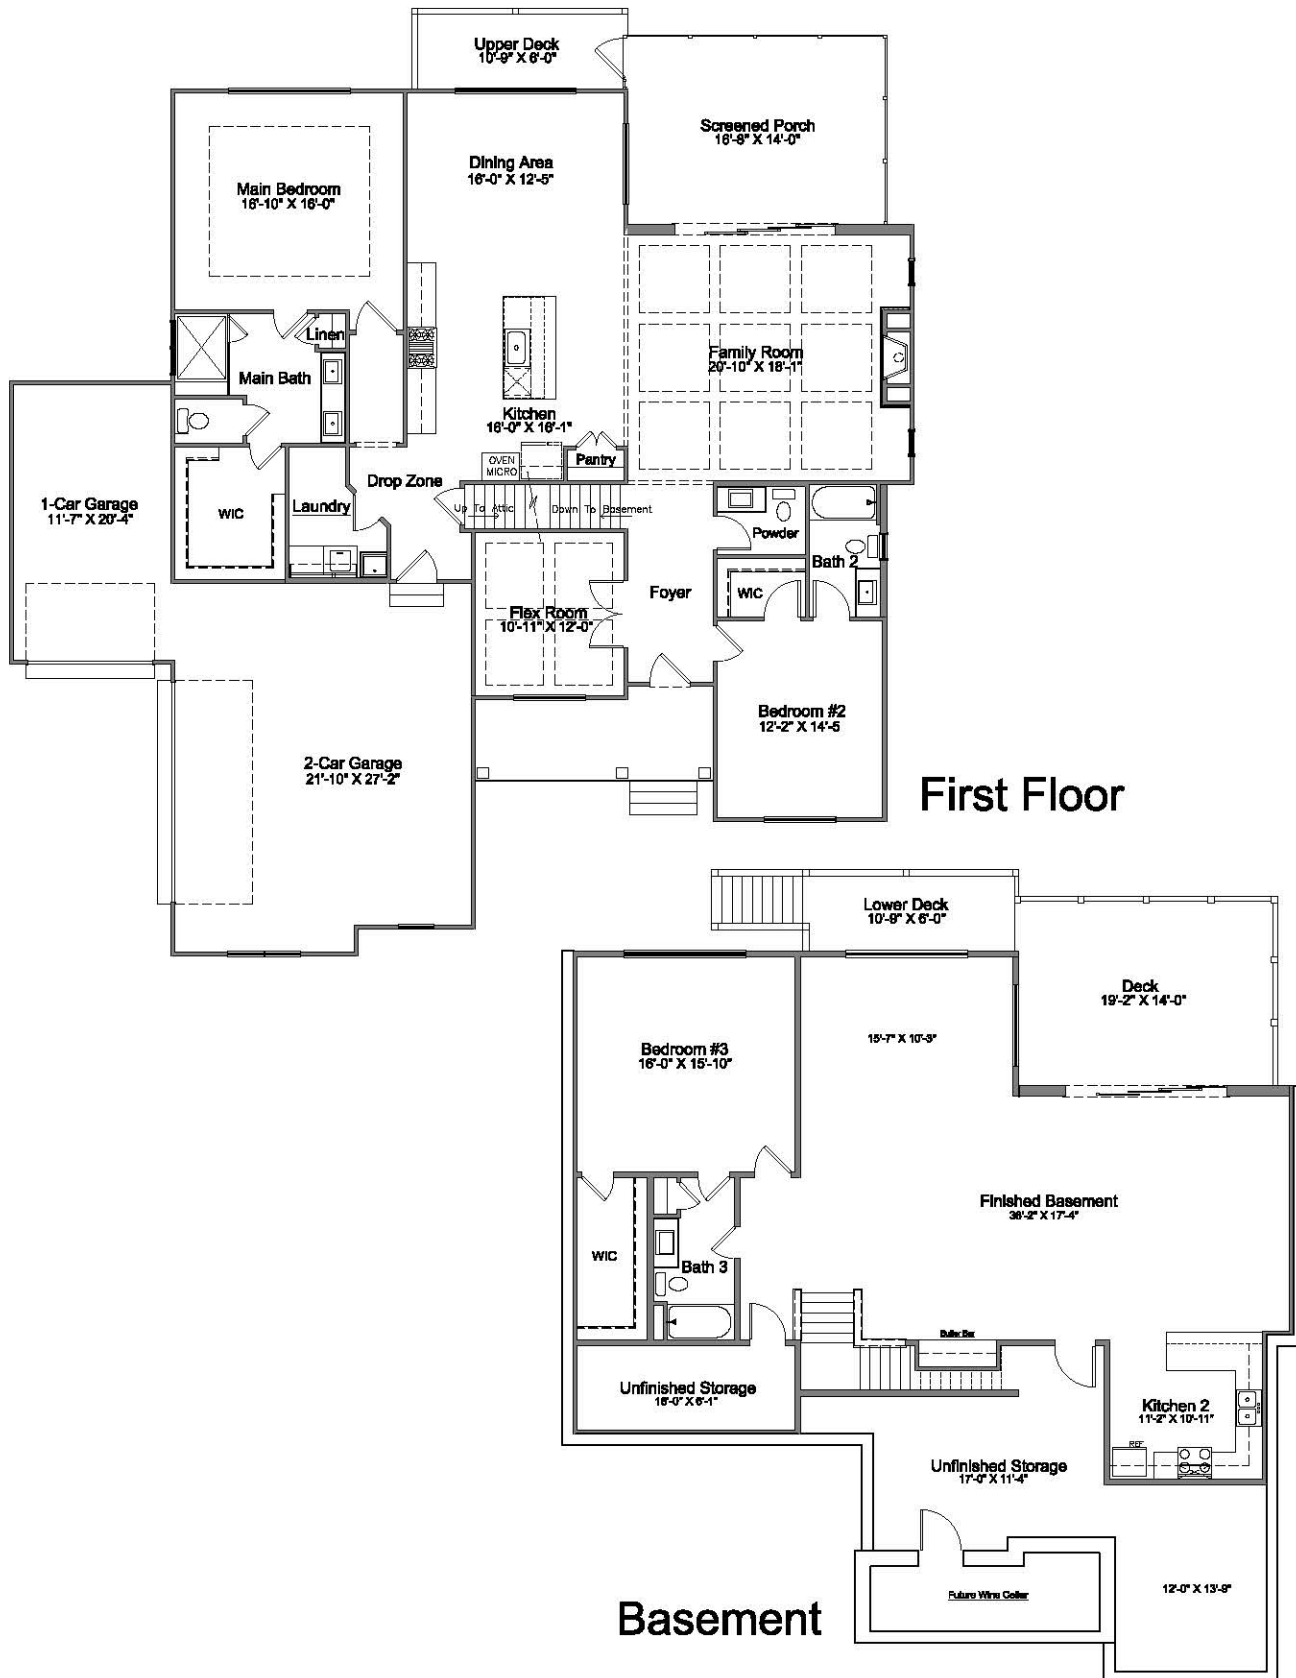 Upper Deck
10'-9" X 6'-0"
Screened Porch
16'-8" X 14'-0"
Dining Area
16'-0" X 12'-5"
Main Bedroom
16'-10" X 16'-0"
Linen
Main Bath
Family Room
20'-10" X 18'-1"
Kitchen
16'-0" X 16'-1"
OVEN
MICRO
Pantry
Drop Zone
1-Car Garage
11'-7" X 20'-4"
WIC
Laundry
Up To Attic
Down To Basement
Powder
Bath 2
WIC
Foyer
Flex Room
10'-11" X 12'-0"
Bedroom #2
12'-2" X 14'-5
2-Car Garage
21'-10" X 27'-2"
First Floor
Lower Deck
10'-9" X 6'-0"
Deck
19'-2" X 14'-0"
15'-7" X 10'-3"
Bedroom #3
16'-0" X 15'-10"
Finished Basement
36'-2" X 17'-4"
WIC
Bath 3
Butler Bar
Unfinished Storage
16'-0" X 6'-1"
Kitchen 2
11'-2" X 10'-11"
REF
Unfinished Storage
17'-0" X 11'-4"
Future Wine Cellar
12'-0" X 13'-9"
Basement